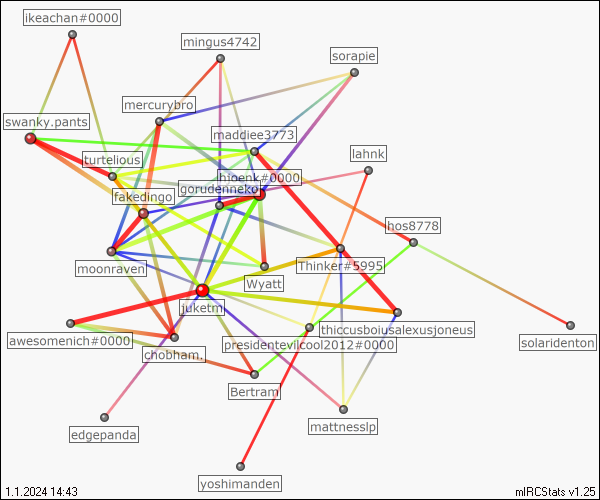 ikeachan#0000
mingus4742
sorapie
mercurybro
swanky.pants
maddiee3773
lahnk
turtelious
hjoenk#0000
gorudenneko
fakedingo
hos8778
moonraven
Wyatt
Thinker#5995
juketm
thiccusboiusalexusjoneus
awesomenich#0000
presidentevilcool2012#0000
solaridenton
chobham.
Bertram
mattnesslp
edgepanda
yoshimanden
1.1.2024 14:43
mIRCStats v1.25